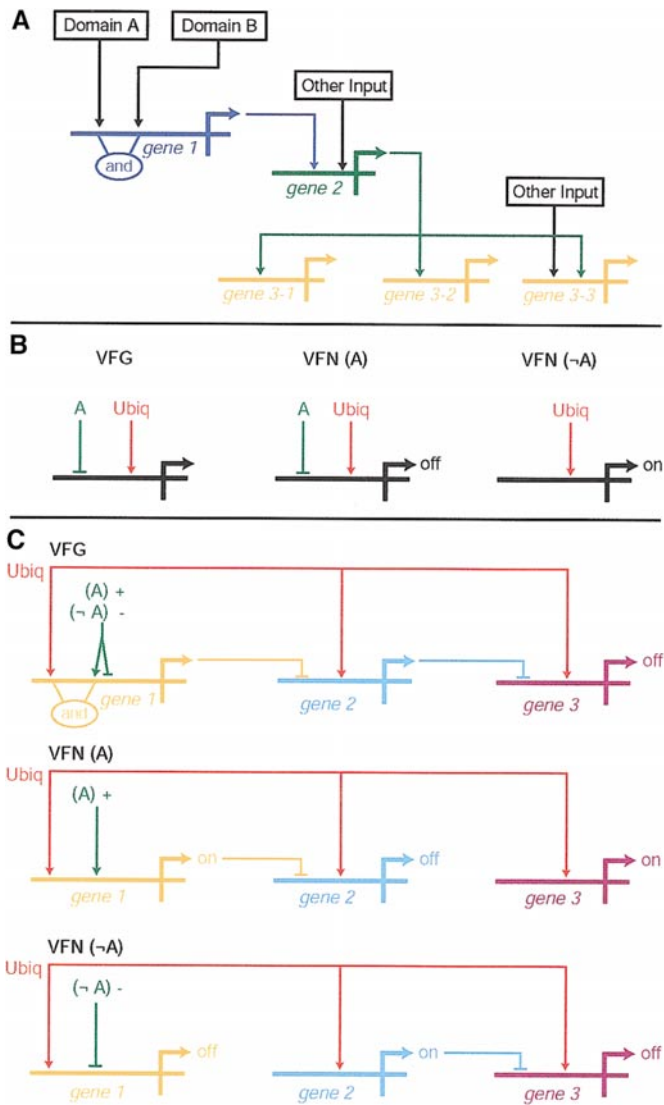 A
Domain A
Domain B
Other Input
gene 1
and
gene 2
Other Input
gene 3-1
gene 3-2
gene 3-3
B
VFG
VFN (A)
VFN (¬A)
A
Ubiq
A
Ubiq
Ubiq
off
on
C
VFG
Ubiq
(A) +
(¬ A) -
off
gene 1
gene 2
gene 3
and
VFN (A)
Ubiq
(A) +
on
off
on
gene 1
gene 2
gene 3
VFN (¬A)
Ubiq
(¬ A) -
off
on
off
gene 1
gene 2
gene 3